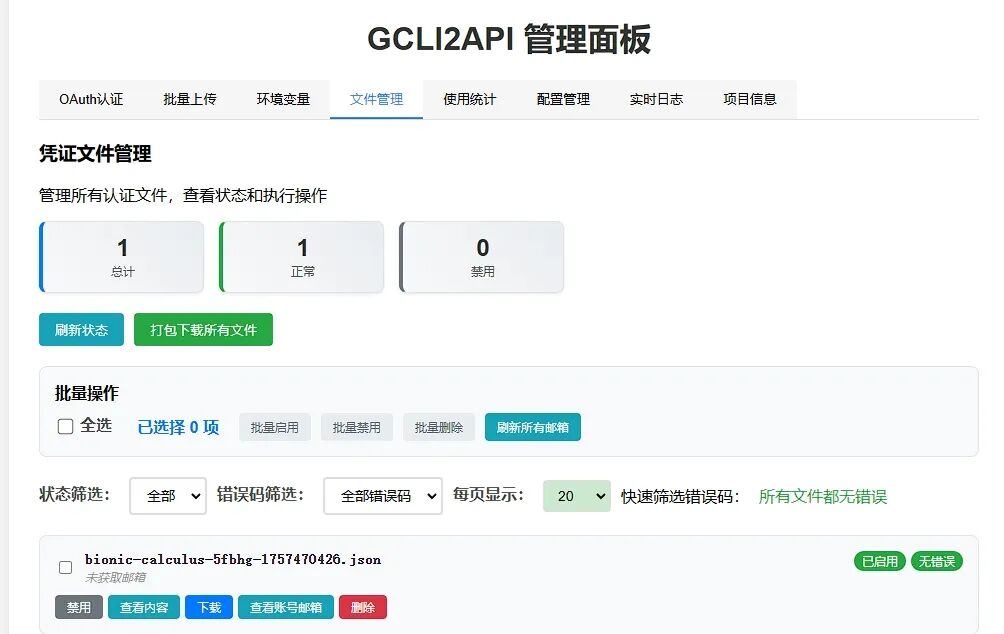 GCLI2API 管理面板
OAuth认证 批量上传 环境变量 文件管理 使用统计 配置管理 实时日志 项目信息
凭证文件管理
管理所有认证文件，查看状态和执行操作
1 1 0
总计 正常 禁用
刷新状态 打包下载所有文件
批量操作
全选 已选择 0 项 批量启用 批量禁用 批量删除 刷新所有邮箱
状态筛选： 全部 错误码筛选： 全部错误码 每页显示： 20 快速筛选错误码： 所有文件都无错误
bionic-calculus-5fbhg-1757470426.json 已启用 无错误
未获取邮箱
禁用 查看内容 下载 查看账号邮箱 删除